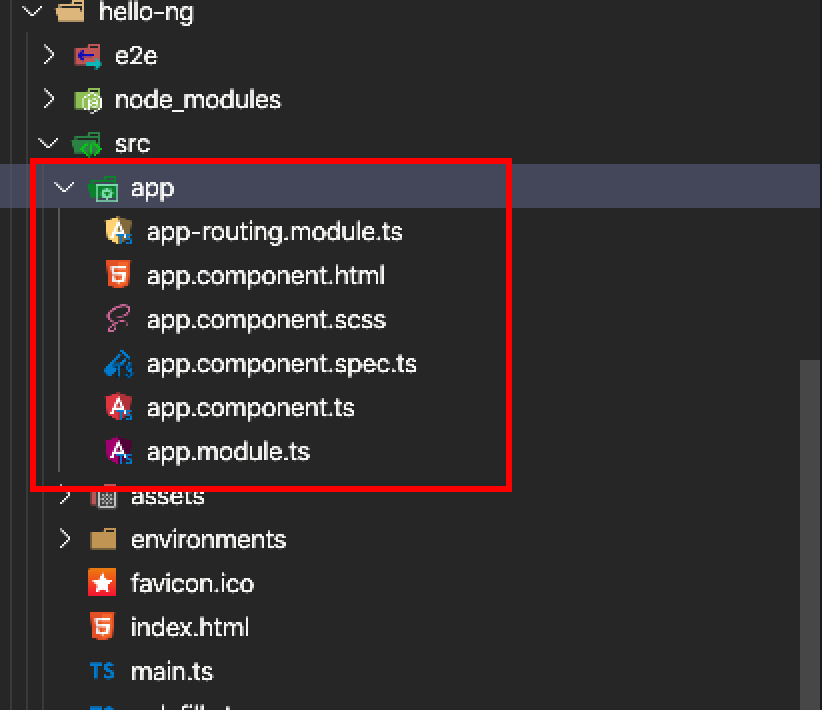 hello-ng
e2e
node_modules
src
app
app-routing.module.ts
app.component.html
app.component.scss
app.component.spec.ts
app.component.ts
app.module.ts
assets
environments
favicon.ico
index.html
TS main.ts